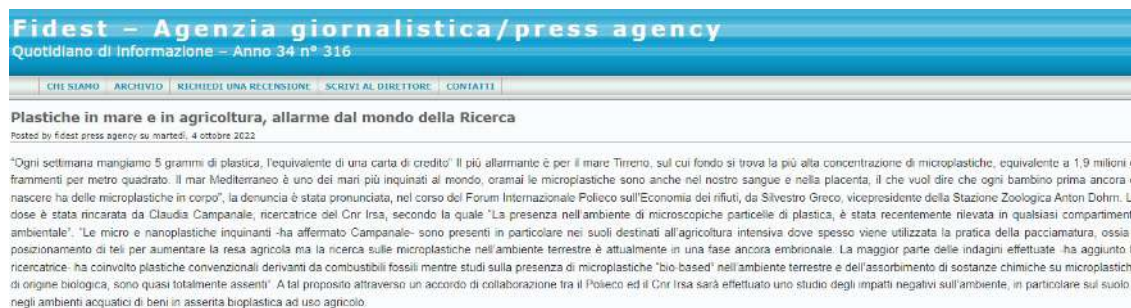 Fidest – Agenzia giornalistica/press agency
Quotidiano di informazione – Anno 34 n° 316
CHI SIAMO ARCHIVIO RICHIEDI UNA RECENSIONE SCRIVI AL DIRETTORE CONTATTI
Plastiche in mare e in agricoltura, allarme dal mondo della Ricerca
Posted by fidest press agency su martedì, 4 ottobre 2022
"Ogni settimana mangiamo 5 grammi di plastica, l'equivalente di una carta di credito" Il più allarmante è per il mare Tirreno, sul cui fondo si trova la più alta concentrazione di microplastiche, equivalente a 1,9 milioni
frammenti per metro quadrato. Il mar Mediterraneo è uno dei mari più inquinati al mondo, oramai le microplastiche sono anche nel nostro sangue e nella placenta, il che vuol dire che ogni bambino prima ancora
nascere ha delle microplastiche in corpo", la denuncia è stata pronunciata, nel corso del Forum Internazionale Polieco sull'Economia dei rifiuti, da Silvestro Greco, vicepresidente della Stazione Zoologica Anton Dohrn. L
dose è stata rincarata da Claudia Campanale, ricercatrice del Cnr Irsa, secondo la quale "La presenza nell'ambiente di microscopiche particelle di plastica, è stata recentemente rilevata in qualsiasi compartiment
ambientale". "Le micro e nanoplastiche inquinanti -ha affermato Campanale- sono presenti in particolare nei suoli destinati all'agricoltura intensiva dove spesso viene utilizzata la pratica della pacciamatura, ossia
posizionamento di teli per aumentare la resa agricola ma la ricerca sulle microplastiche nell'ambiente terrestre è attualmente in una fase ancora embrionale. La maggior parte delle indagini effettuate -ha aggiunto
ricercatrice- ha coinvolto plastiche convenzionali derivanti da combustibili fossili mentre studi sulla presenza di microplastiche "bio-based" nell'ambiente terrestre e dell'assorbimento di sostanze chimiche su microplastich
di origine biologica, sono quasi totalmente assenti". A tal proposito attraverso un accordo di collaborazione tra il Polieco ed il Cnr Irsa sarà effettuato uno studio degli impatti negativi sull'ambiente, in particolare sul suolo
negli ambienti acquatici di beni in asserita bioplastica ad uso agricolo.